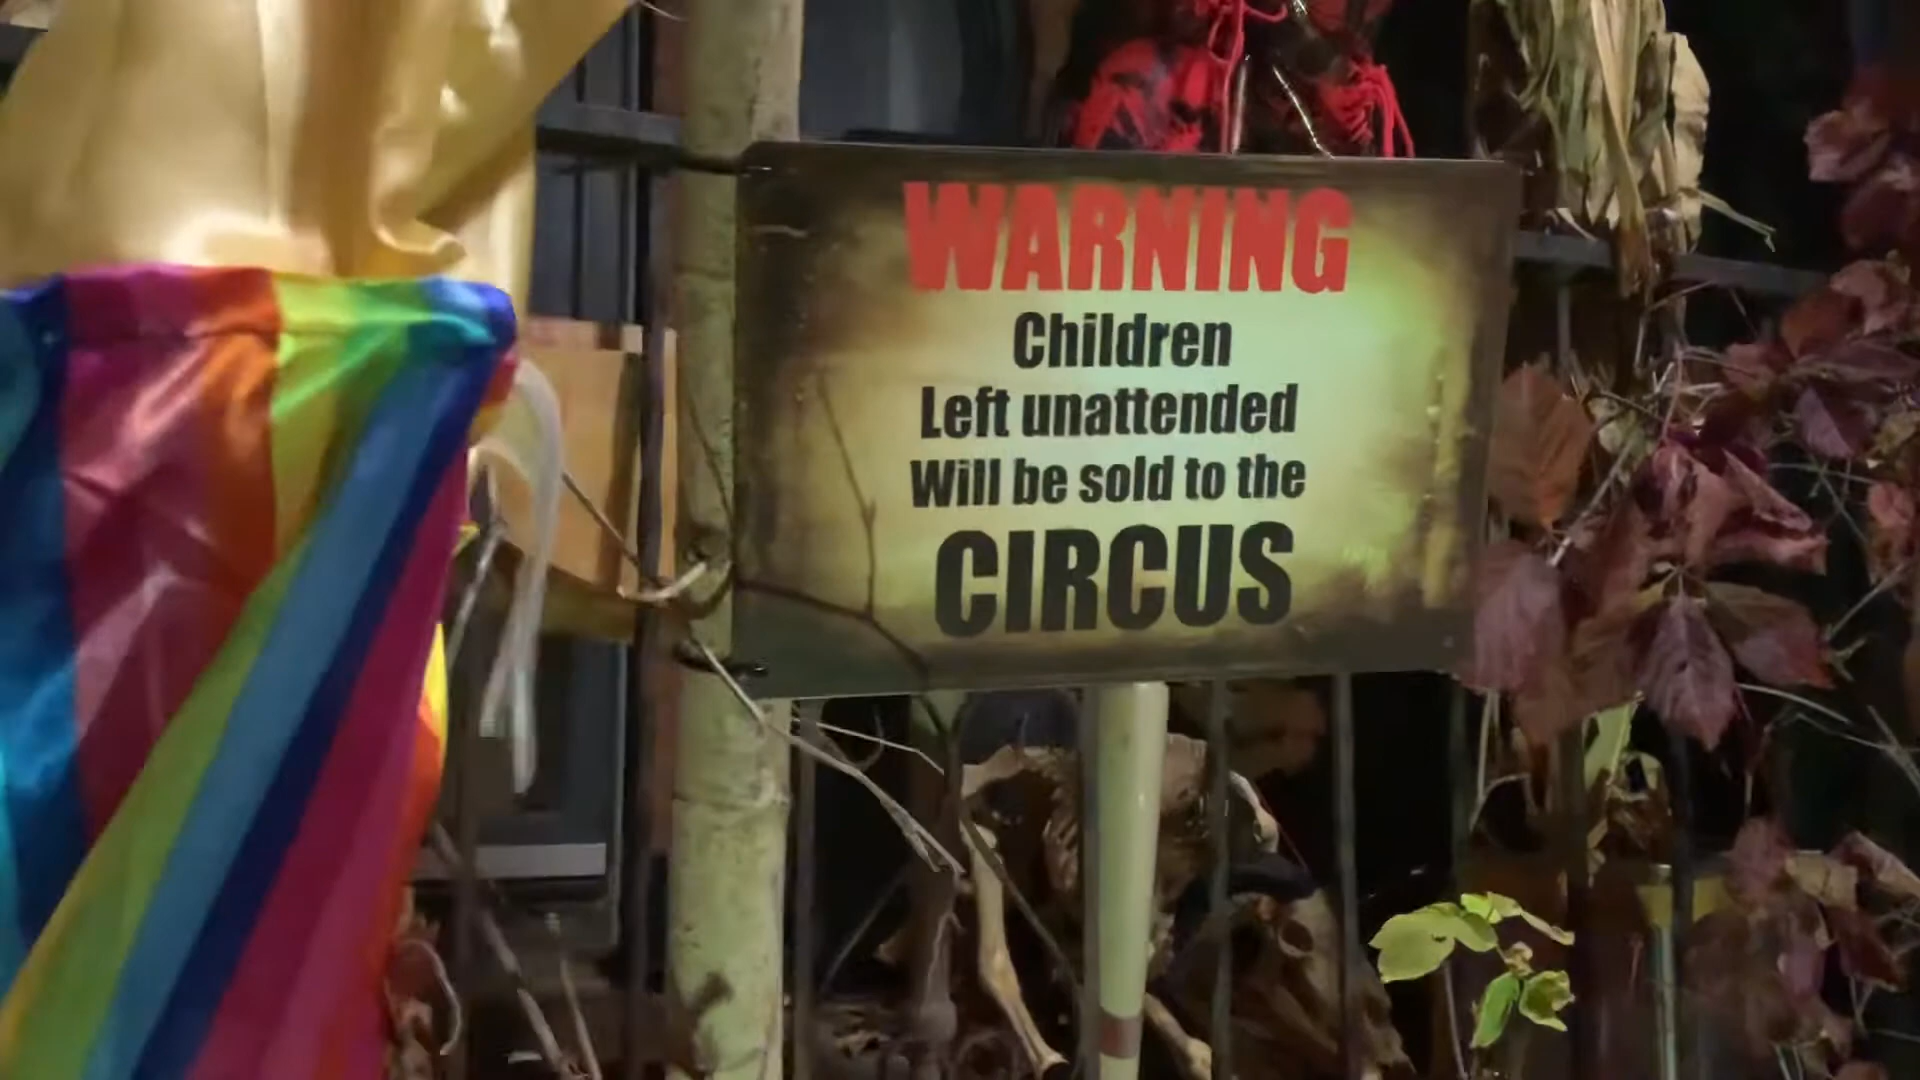 WARNING
Children
Left unattended
Will be sold to the
CIRCUS